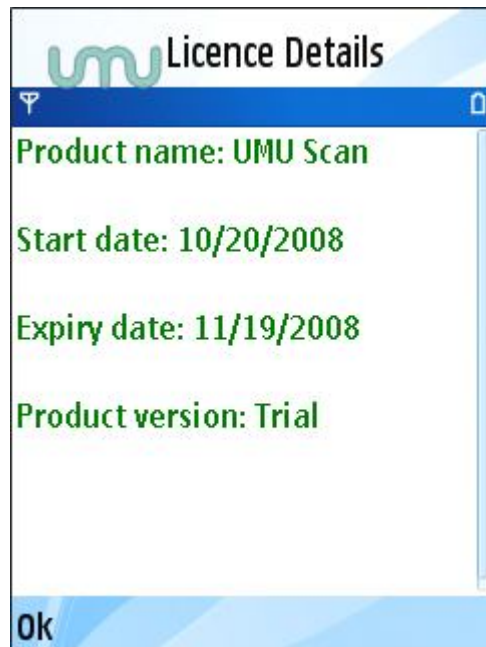 umu Licence Details
Product name: UMU Scan
Start date: 10/20/2008
Expiry date: 11/19/2008
Product version: Trial
Ok